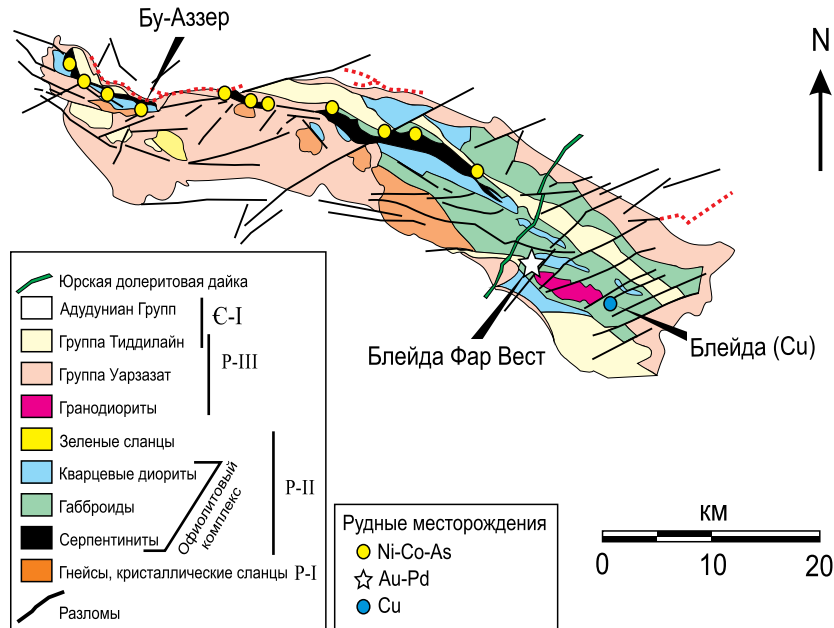 Бу-Аззер
N
Блейда Фар Вест
Блейда (Cu)
Юрская долеритовая дайка
Адудуниан Групп
Є-I
Группа Тиддилайн
P-III
Группа Уарзазат
Гранодиориты
Зеленые сланцы
Кварцевые диориты
P-II
Габброиды
Офиолитовый
комплекс
Серпентиниты
Гнейсы, кристаллические сланцы P-I
Разломы
Рудные месторождения
Ni-Co-As
Au-Pd
Cu
КМ
0 10 20